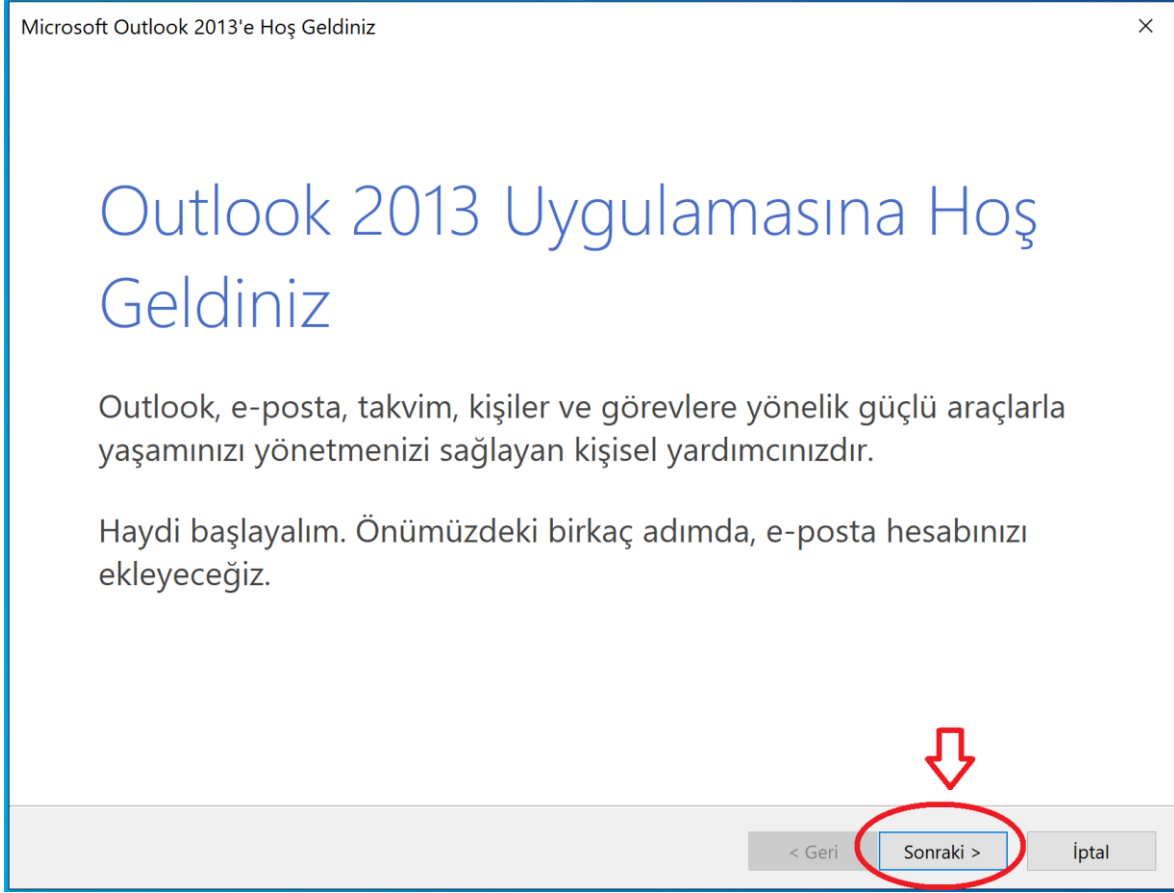 Microsoft Outlook 2013'e Hoş Geldiniz
Outlook 2013 Uygulamasına Hoş
Geldiniz
Outlook, e-posta, takvim, kişiler ve görevlere yönelik güçlü araçlarla
yaşamınızı yönetmenizi sağlayan kişisel yardımcınızdır.
Haydi başlayalım. Önümüzdeki birkaç adımda, e-posta hesabınızı
ekleyeceğiz.
< Geri Sonraki > İptal